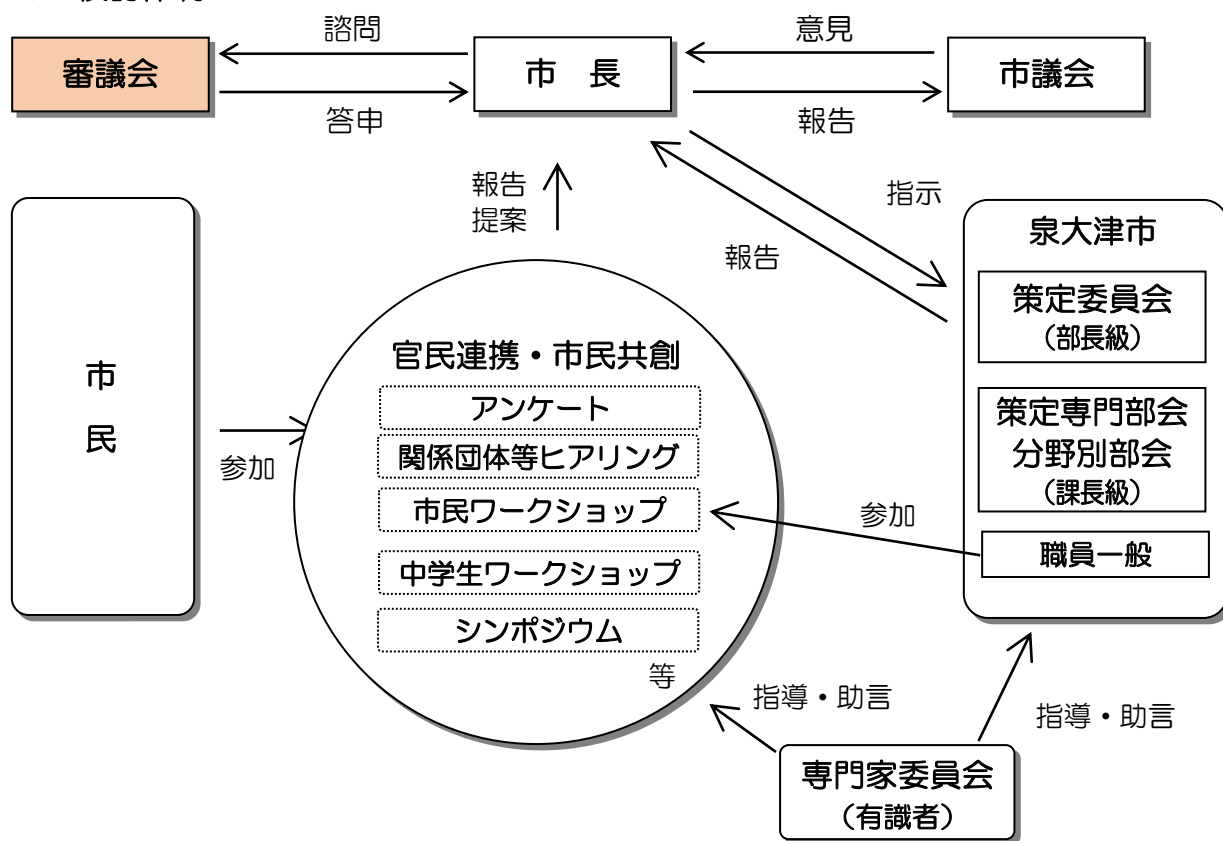 諮問
意見
審議会
市　長
市議会
答申
報告
報告
提案
指示
報告
市
民
参加
官民連携・市民共創
アンケート
関係団体等ヒアリング
市民ワークショップ
中学生ワークショップ
シンポジウム
等
泉大津市
策定委員会
（部長級）
策定専門部会
分野別部会
（課長級）
職員一般
参加
指導・助言
指導・助言
専門家委員会
（有識者）